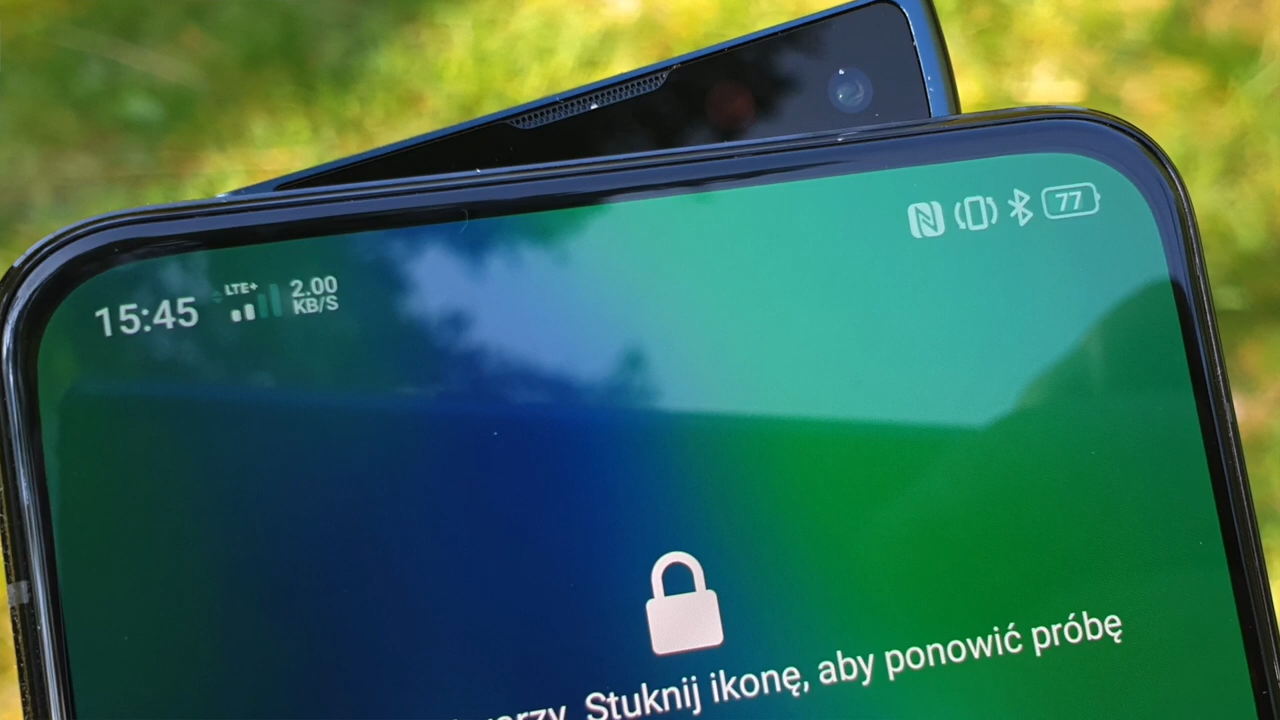 15:45 LTE+ 2.00 KB/S 77
Stuknij ikonę, aby ponowić próbę